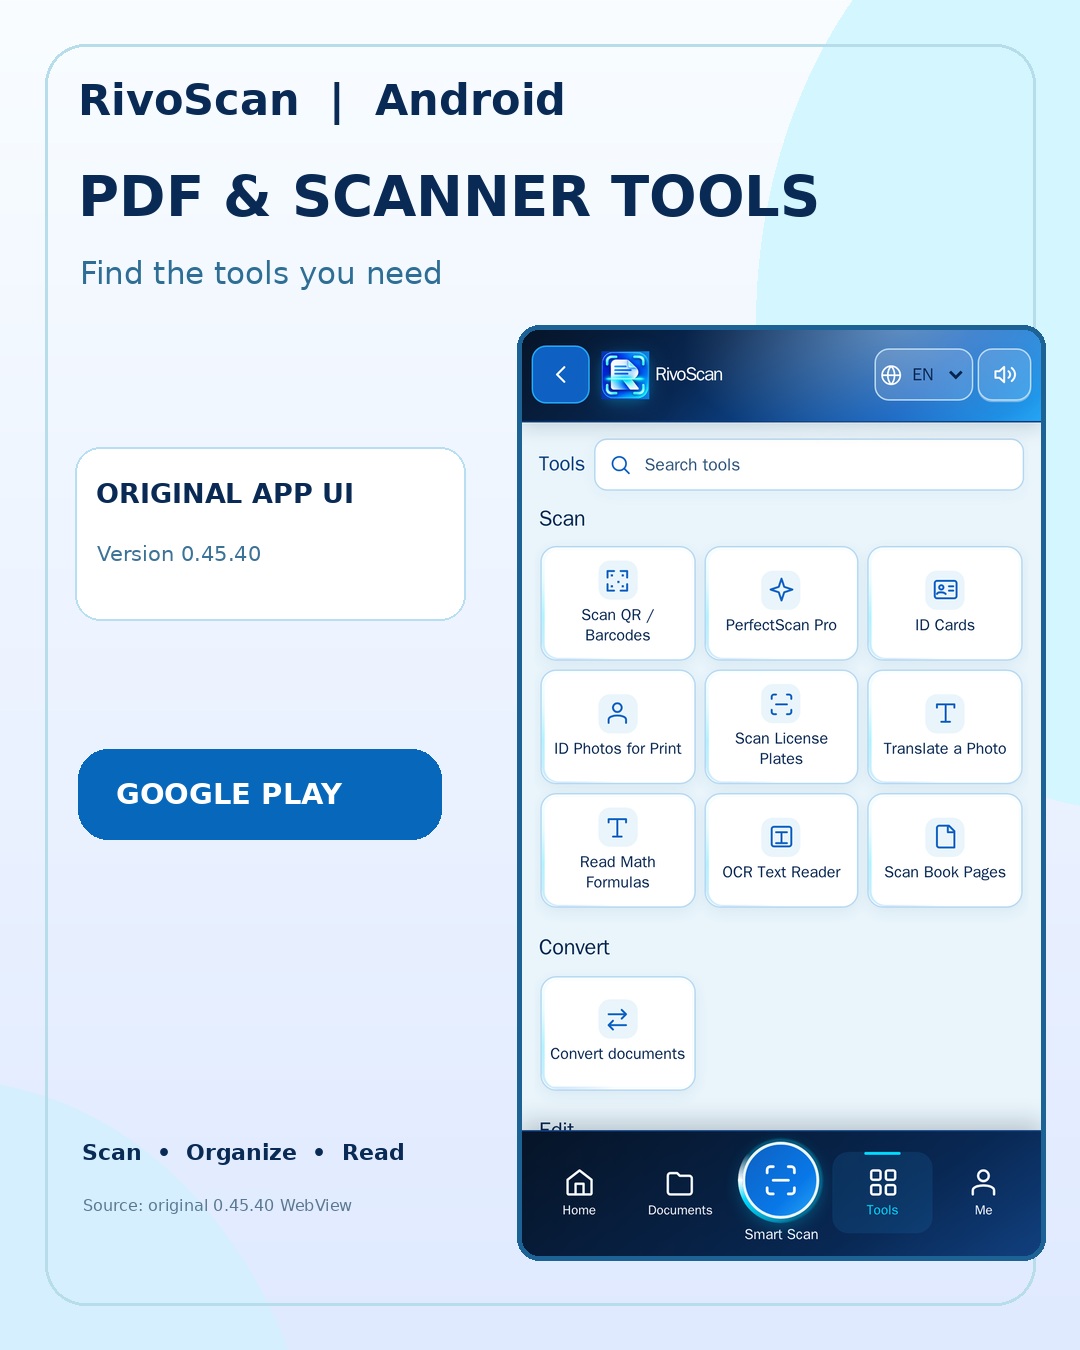 RivoScan | Android
PDF & SCANNER TOOLS
Find the tools you need
ORIGINAL APP UI
Version 0.45.40
GOOGLE PLAY
Scan • Organize • Read
Source: original 0.45.40 WebView
RivoScan
EN
Tools
Search tools
Scan
Scan QR /
Barcodes
PerfectScan Pro
ID Cards
ID Photos for Print
Scan License
Plates
Translate a Photo
Read Math
Formulas
OCR Text Reader
Scan Book Pages
Convert
Convert documents
Edit
Home
Documents
Smart Scan
Tools
Me